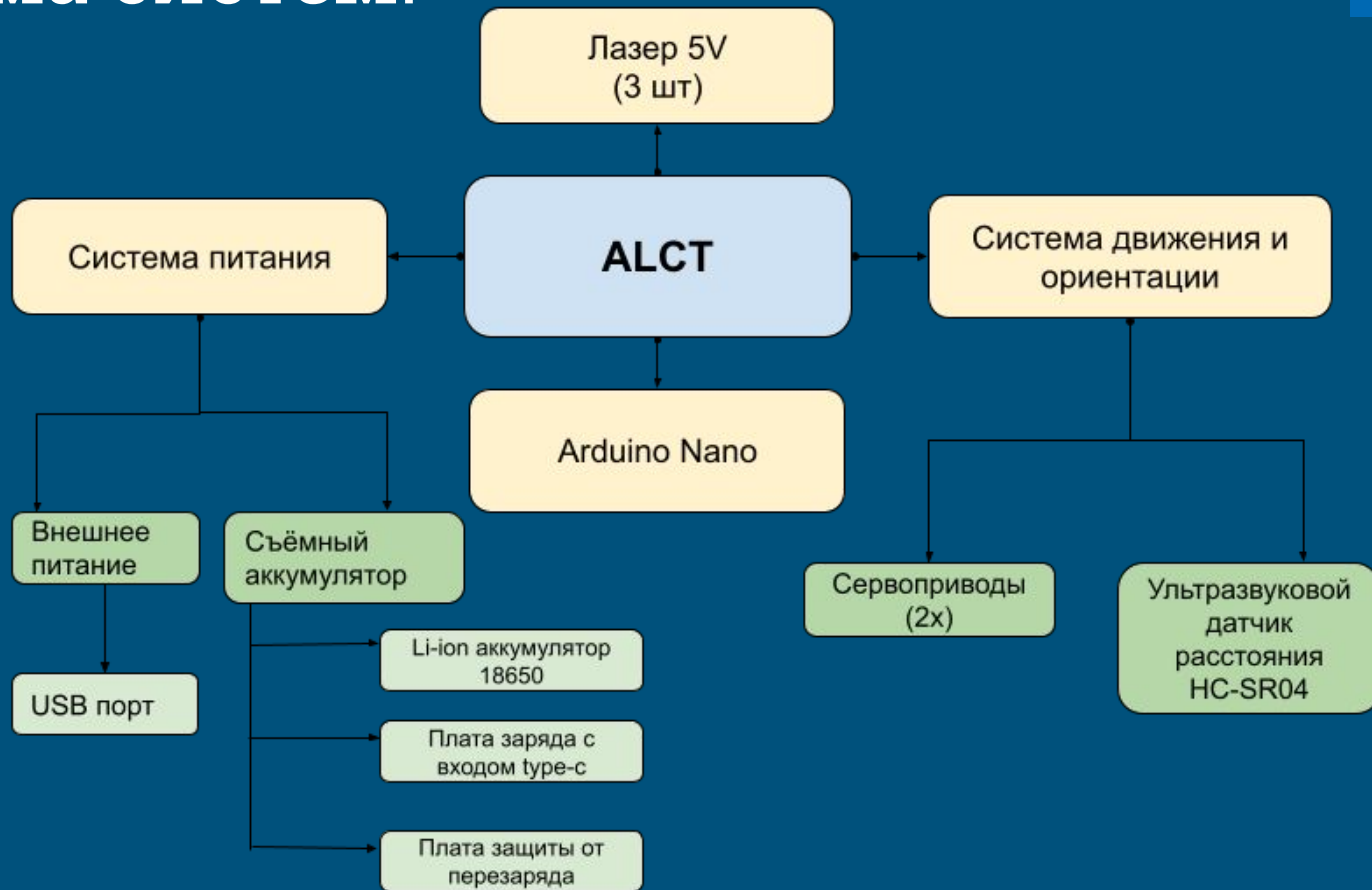 систем.
Лазер 5V
(3 шт)
Система питания
ALCT
Система движения и
ориентации
Arduino Nano
Внешнее
питание
Съёмный
аккумулятор
Сервоприводы
(2x)
Ультразвуковой
датчик
расстояния
HC-SR04
Li-ion аккумулятор
18650
USB порт
Плата заряда с
входом type-c
Плата защиты от
перезаряда